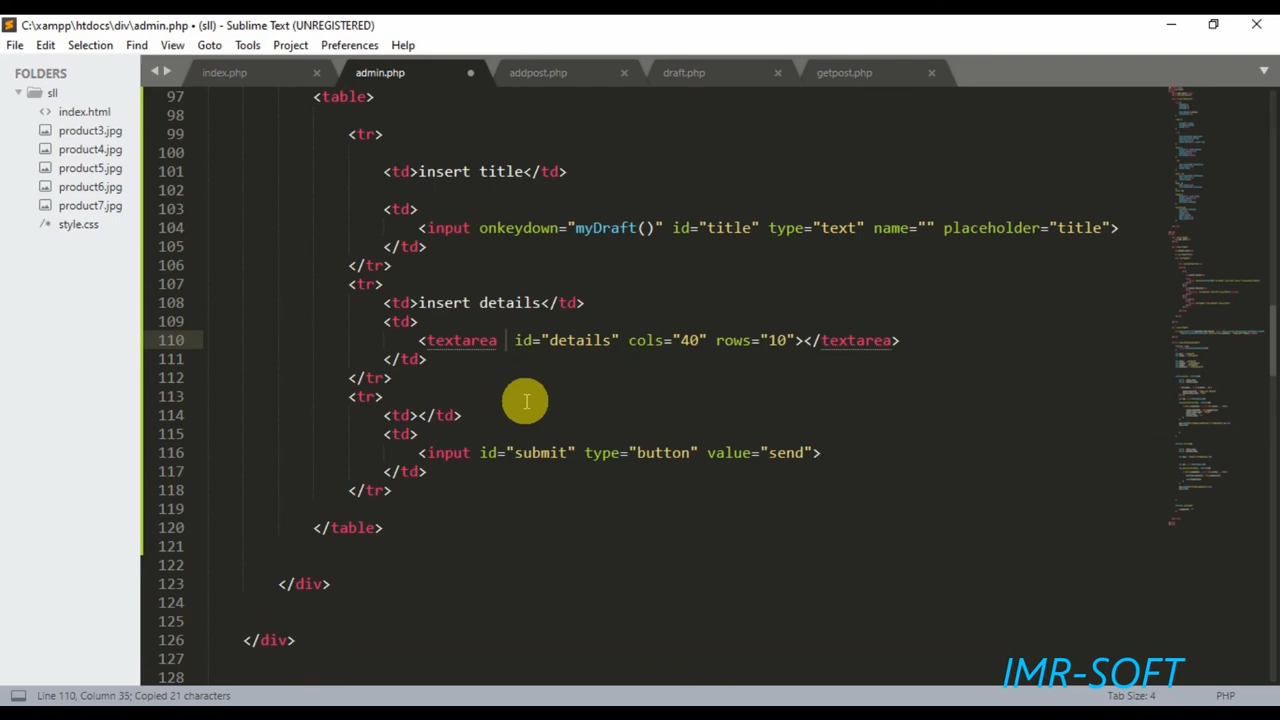 C:\xampp\htdocs\div\admin.php • (sll) - Sublime Text (UNREGISTERED)
File Edit Selection Find View Goto Tools Project Preferences Help
FOLDERS
sll
index.html
product3.jpg
product4.jpg
product5.jpg
product6.jpg
product7.jpg
style.css
index.php admin.php addpost.php draft.php getpost.php
97 <table>
98
99 <tr>
100
101 <td>insert title</td>
102
103 <td>
104 <input onkeydown="myDraft()" id="title" type="text" name="" placeholder="title">
105 </td>
106 </tr>
107 <tr>
108 <td>insert details</td>
109 <td>
110 <textarea  id="details" cols="40" rows="10"></textarea>
111 </td>
112 </tr>
113 <tr>
114 <td></td>
115 <td>
116 <input id="submit" type="button" value="send">
117 </td>
118 </tr>
119
120 </table>
121
122
123 </div>
124
125
126 </div>
127
128
IMR-SOFT
Line 110, Column 35; Copied 21 characters Tab Size: 4 PHP